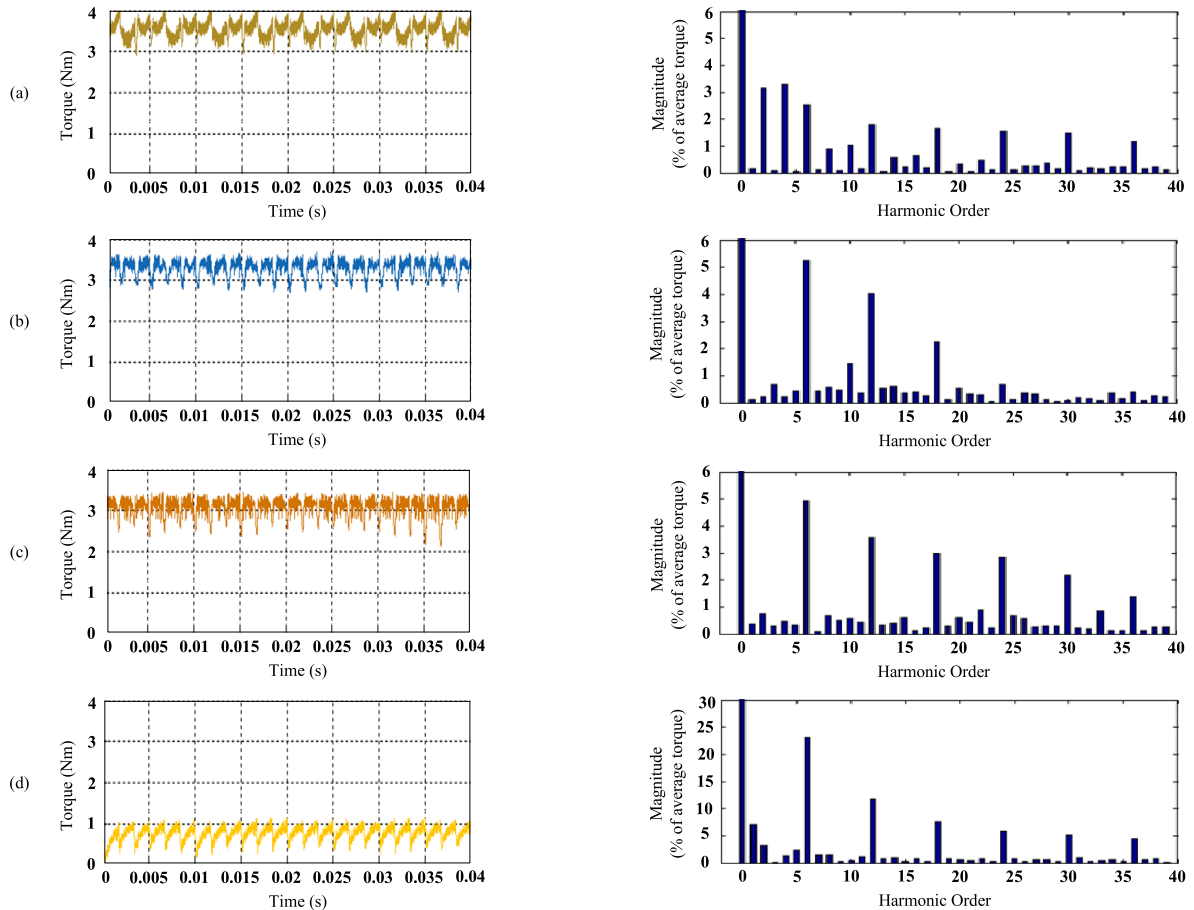 (a)
Torque (Nm)
4
3
2
1
0
0 0.005 0.01 0.015 0.02 0.025 0.03 0.035 0.04
Time (s)
Magnitude
(% of average torque)
6
5
4
3
2
1
0
0 5 10 15 20 25 30 35 40
Harmonic Order
(b)
Torque (Nm)
4
3
2
1
0
0 0.005 0.01 0.015 0.02 0.025 0.03 0.035 0.04
Time (s)
Magnitude
(% of average torque)
6
5
4
3
2
1
0
0 5 10 15 20 25 30 35 40
Harmonic Order
(c)
Torque (Nm)
4
3
2
1
0
0 0.005 0.01 0.015 0.02 0.025 0.03 0.035 0.04
Time (s)
Magnitude
(% of average torque)
6
5
4
3
2
1
0
0 5 10 15 20 25 30 35 40
Harmonic Order
(d)
Torque (Nm)
4
3
2
1
0
0 0.005 0.01 0.015 0.02 0.025 0.03 0.035 0.04
Time (s)
Magnitude
(% of average torque)
30
25
20
15
10
5
0
0 5 10 15 20 25 30 35 40
Harmonic Order